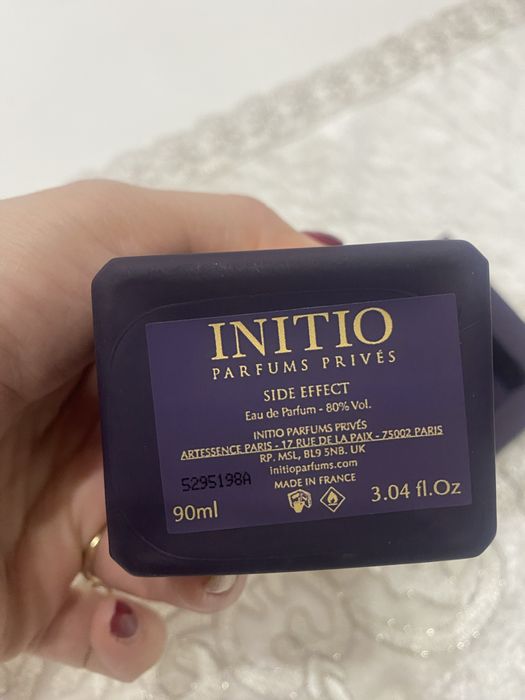 INITIO
PARFUMS PRIVÉS
SIDE EFFECT
Eau de Parfum - 80% Vol.
INITIO PARFUMS PRIVÉS
ARTESSENCE PARIS - 17 RUE DE LA PAIX - 75002 PARIS
RP. MSL, BL9 5NB. UK
initioparfums.com
MADE IN FRANCE
5295198A
90ml
3.04 fl.Oz